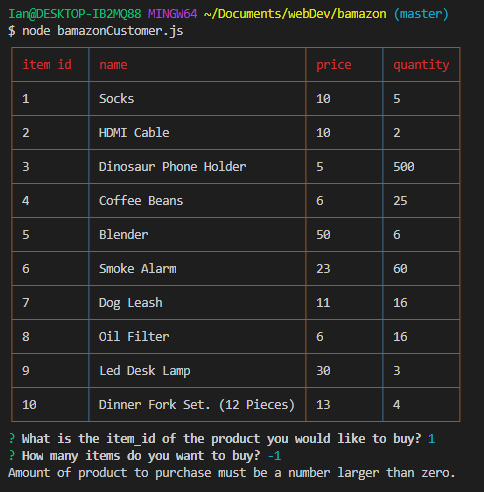 Ian@DESKTOP-IB2MQ88 MINGW64 ~/Documents/webDev/bamazon (master)
$ node bamazonCustomer.js
item id name price quantity
1 Socks 10 5
2 HDMI Cable 10 2
3 Dinosaur Phone Holder 5 500
4 Coffee Beans 6 25
5 Blender 50 6
6 Smoke Alarm 23 60
7 Dog Leash 11 16
8 Oil Filter 6 16
9 Led Desk Lamp 30 3
10 Dinner Fork Set. (12 Pieces) 13 4
? What is the item_id of the product you would like to buy? 1
? How many items do you want to buy? -1
Amount of product to purchase must be a number larger than zero.